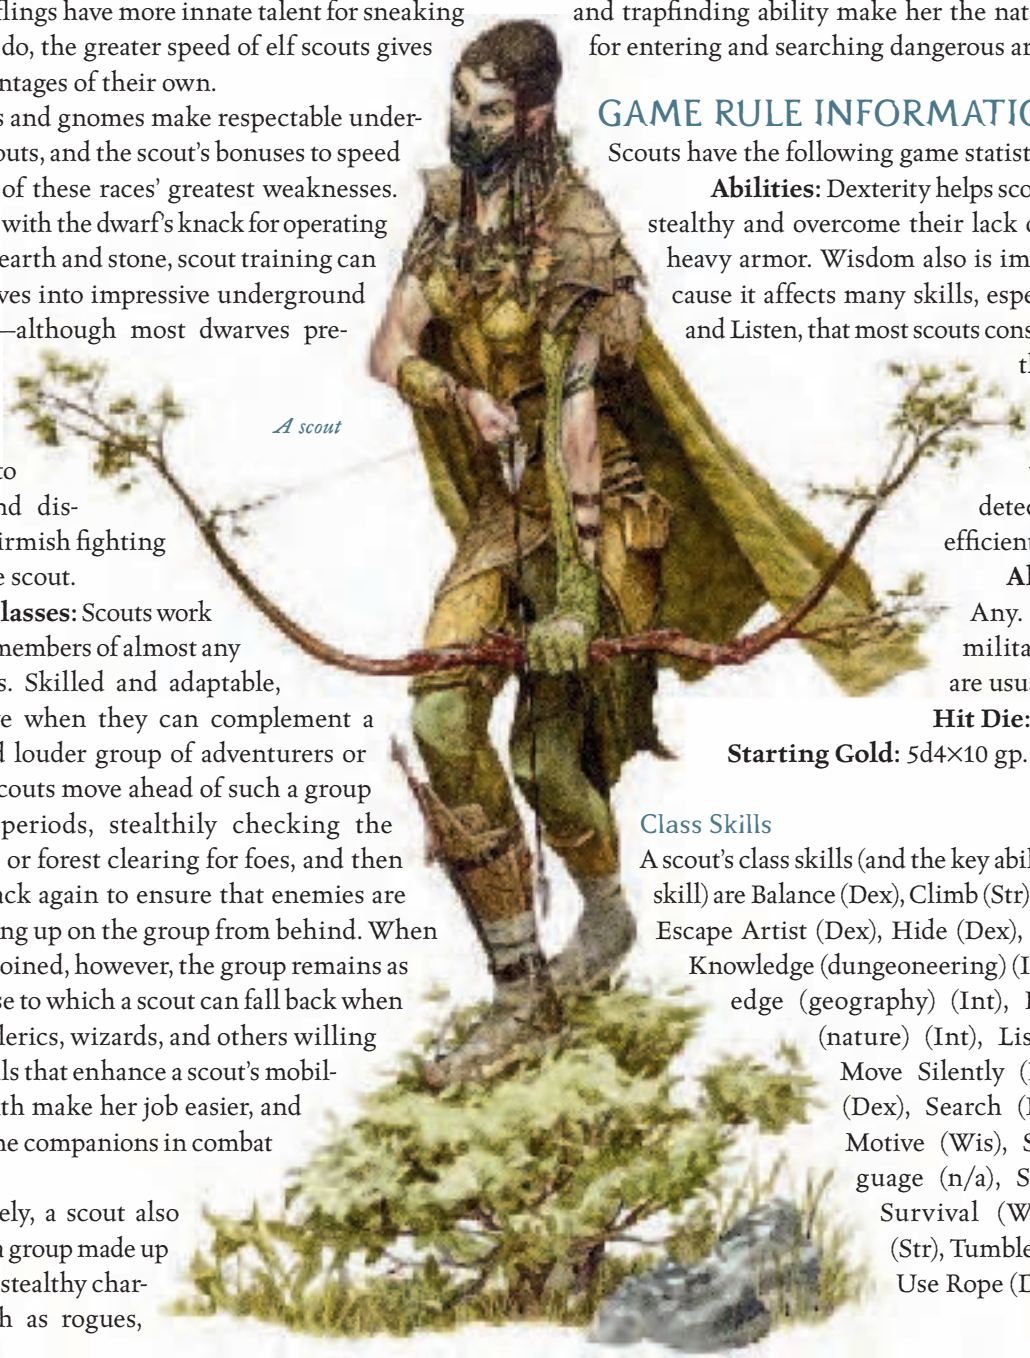 flings have more innate talent for sneaking
do, the greater speed of elf scouts gives
ntages of their own.
s and gnomes make respectable under-
outs, and the scout's bonuses to speed
of these races' greatest weaknesses.
with the dwarf's knack for operating
earth and stone, scout training can
ves into impressive underground
—although most dwarves pre-
A scout
to
nd dis-
irmish fighting
e scout.
lasses: Scouts work
members of almost any
s. Skilled and adaptable,
e when they can complement a
d louder group of adventurers or
couts move ahead of such a group
periods, stealthily checking the
or forest clearing for foes, and then
ack again to ensure that enemies are
ng up on the group from behind. When
oined, however, the group remains as
se to which a scout can fall back when
lerics, wizards, and others willing
ls that enhance a scout's mobil-
th make her job easier, and
ne companions in combat
ely, a scout also
a group made up
stealthy char-
h as rogues,
and trapfinding ability make her the nat
for entering and searching dangerous ar
GAME RULE INFORMATIO
Scouts have the following game statist
Abilities: Dexterity helps sco
stealthy and overcome their lack o
heavy armor. Wisdom also is im
cause it affects many skills, espe
and Listen, that most scouts cons
th
detec
efficient
Al
Any.
milita
are usu
Hit Die:
Starting Gold: 5d4×10 gp.
Class Skills
A scout's class skills (and the key abil
skill) are Balance (Dex), Climb (Str)
Escape Artist (Dex), Hide (Dex),
Knowledge (dungeoneering) (I
edge (geography) (Int), 
(nature) (Int), Lis
Move Silently (
(Dex), Search (I
Motive (Wis), S
guage (n/a), S
Survival (W
(Str), Tumble
Use Rope (D